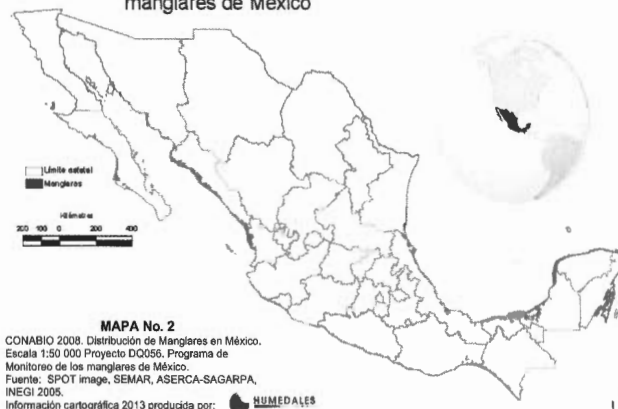 manglares de México
Límite estatal
Manglares
Kilómetros
200 100 0 200 400
MAPA No. 2
CONABIO 2008. Distribución de Manglares en México.
Escala 1:50 000 Proyecto DQ056. Programa de
Monitoreo de los manglares de México.
Fuente: SPOT image, SEMAR, ASERCA-SAGARPA,
INEGI 2005.
Información cartográfica 2013 producida por:
HUMEDALES